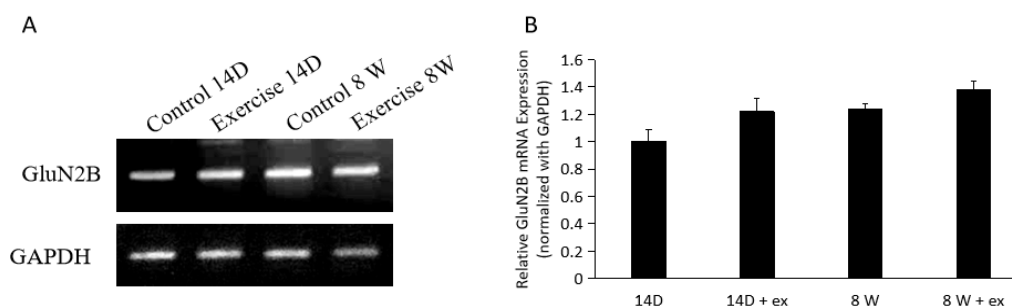 A
Control 14D
Exercise 14D
Control 8 W
Exercise 8W
GluN2B
GAPDH
B
Relative GluN2B mRNA Expression
(normalized with GAPDH)
1.6
1.4
1.2
1
0.8
0.6
0.4
0.2
0
14D
14D + ex
8 W
8 W + ex